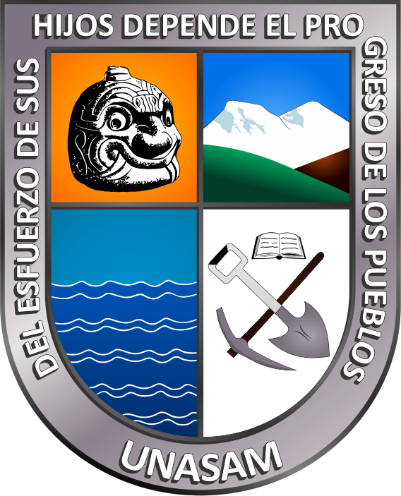 DEL ESFUERZO DE SUS
HIJOS DEPENDE EL PRO
GRESO DE LOS PUEBLOS
UNASAM